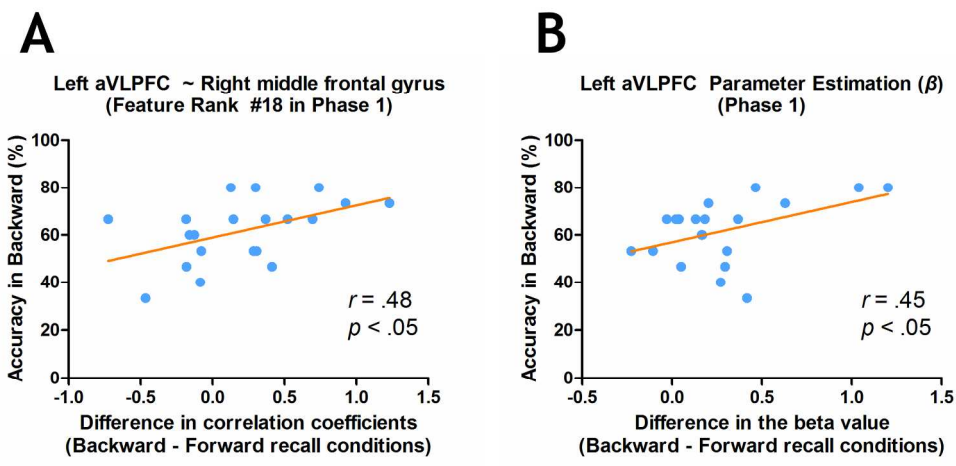 A
Left aVLPFC ~ Right middle frontal gyrus
(Feature Rank #18 in Phase 1)
Accuracy in Backward (%)
100
80
60
40
20
0
r = .48
p < .05
-1.0
-0.5
0.0
0.5
1.0
1.5
Difference in correlation coefficients
(Backward - Forward recall conditions)
B
Left aVLPFC Parameter Estimation (β)
(Phase 1)
Accuracy in Backward (%)
100
80
60
40
20
0
r = .45
p < .05
-0.5
0.0
0.5
1.0
1.5
Difference in the beta value
(Backward - Forward recall conditions)